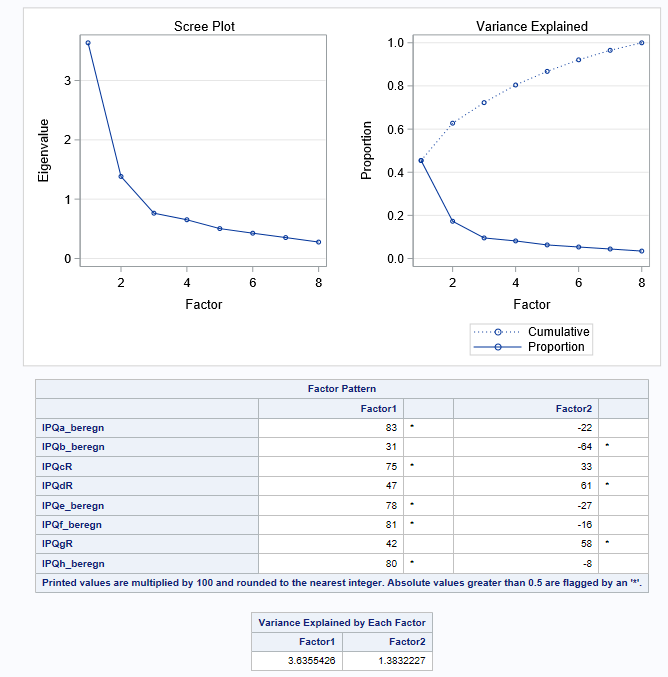 Scree Plot
Variance Explained
3
2
1
0
Eigenvalue
2 4 6 8
Factor
1.0
0.8
0.6
0.4
0.2
0.0
Proportion
2 4 6 8
Factor
Cumulative
Proportion
Factor Pattern
Factor1 Factor2
IPQa_beregn 83 * -22
IPQb_beregn 31 -64 *
IPQcR 75 * 33
IPQdR 47 61 *
IPQe_beregn 78 * -27
IPQf_beregn 81 * -16
IPQgR 42 58 *
IPQh_beregn 80 * -8
Printed values are multiplied by 100 and rounded to the nearest integer. Absolute values greater than 0.5 are flagged by an '*'.
Variance Explained by Each Factor
Factor1 Factor2
3.6355426 1.3832227